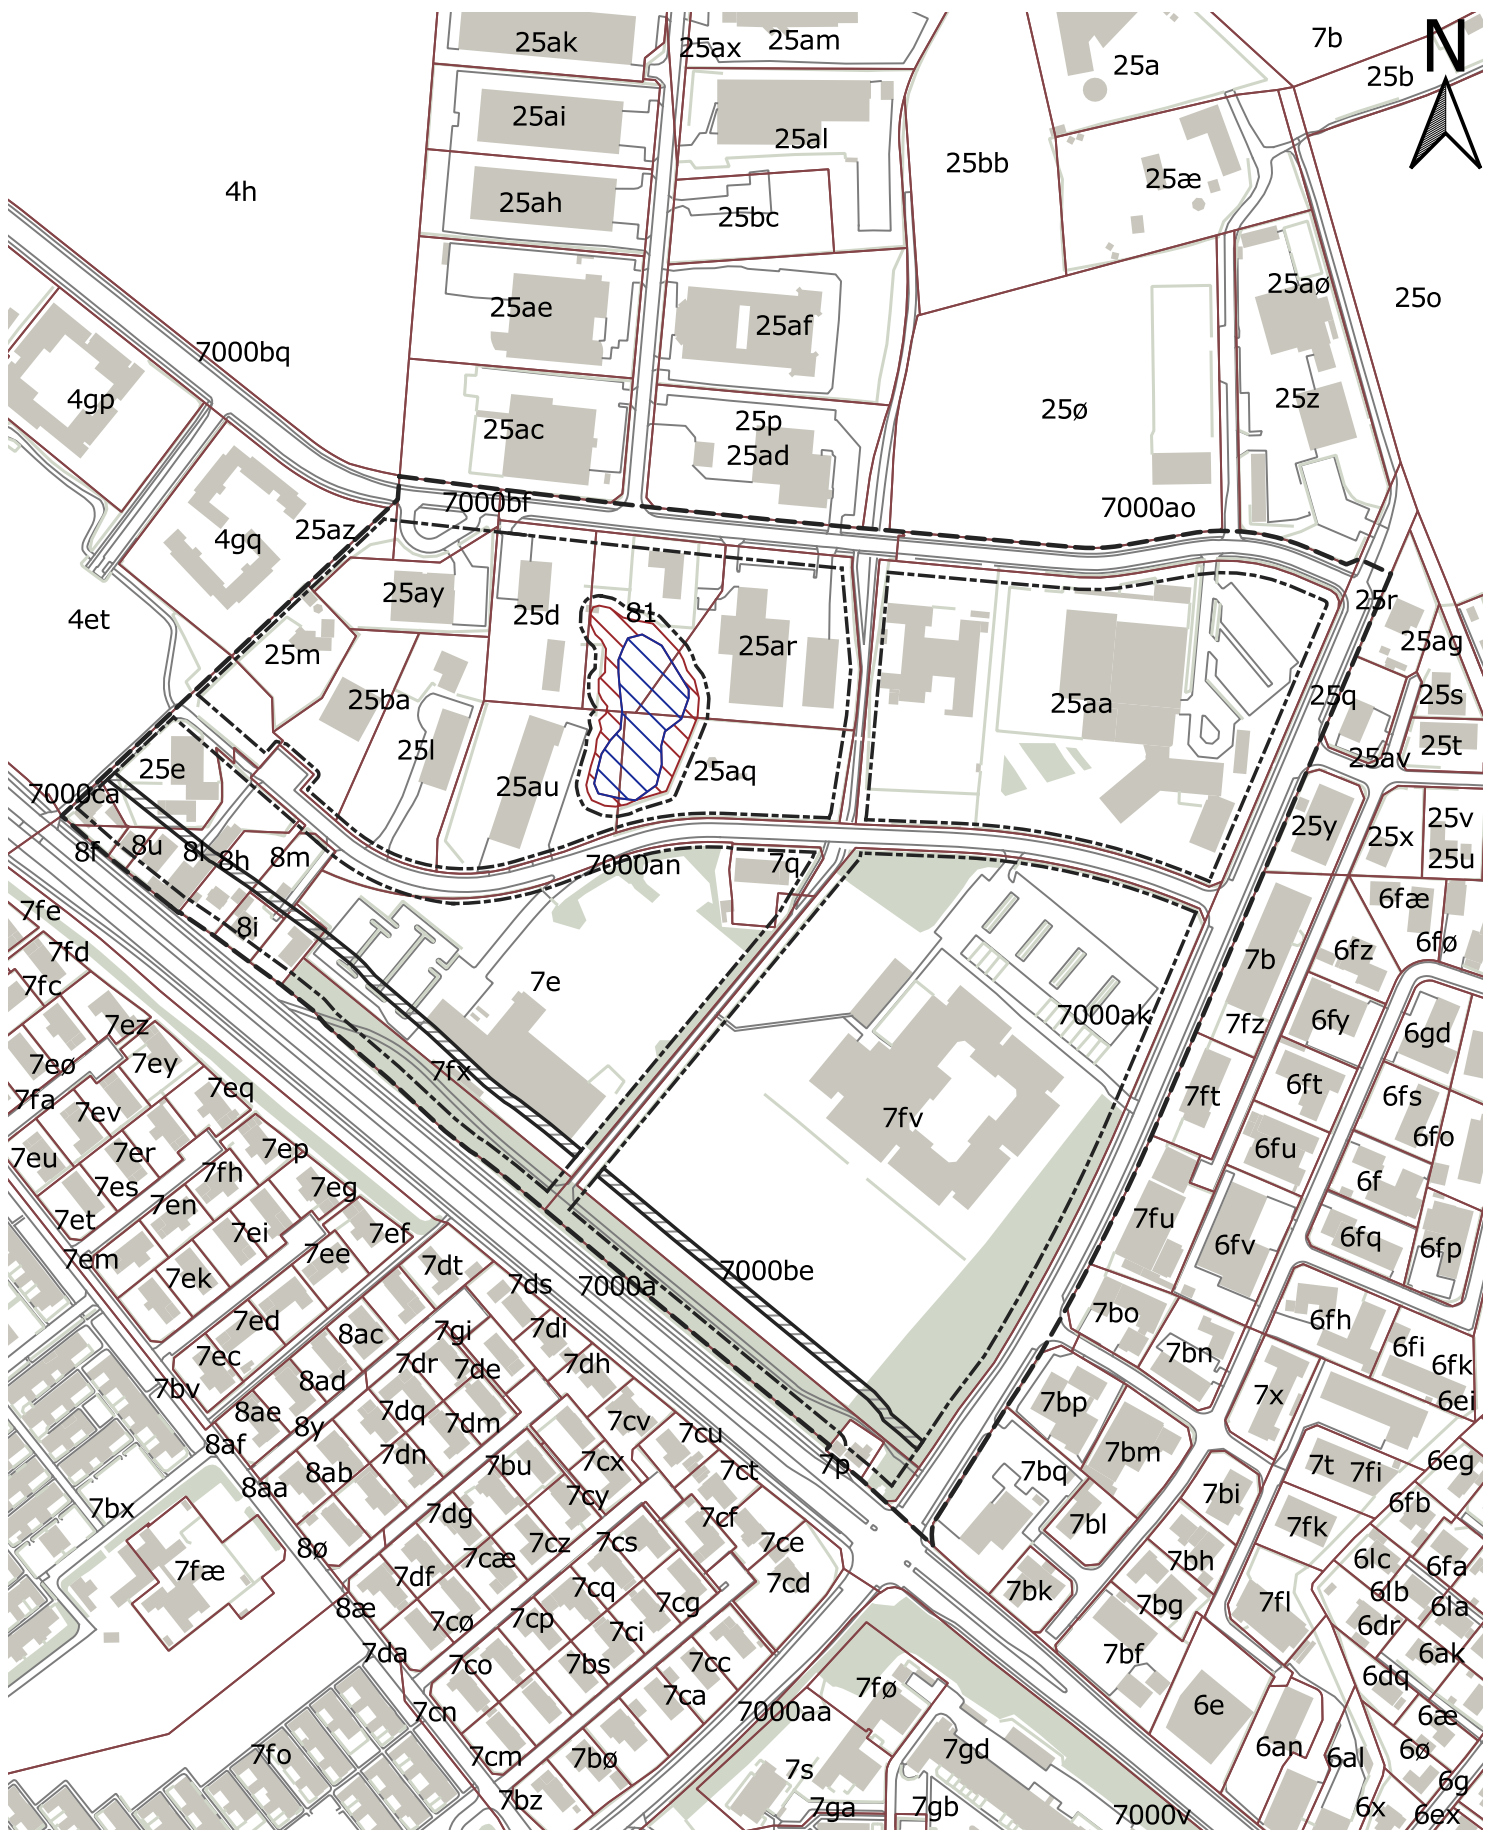 N
25ak
25ax
25am
7b
25a
25b
25ai
25al
4h
25bb
25æ
25ah
25bc
25aø
25o
25ae
25af
7000bq
4gp
25ø
25z
25ac
25p
25ad
7000bf
7000ao
25az
4gq
25ay
25r
4et
25d
81
25m
25ar
25ag
25ba
25aa
25q
25s
25l
25av
25t
25e
25au
25aq
7000ca
25y
25x
25v
8f
8u
8l
8h
8m
7000an
7q
25u
7fe
8i
6fæ
7fd
7b
6fz
6fø
7fc
7e
7ez
7000ak
7fz
6fy
6gd
7eø
7ey
7fx
7fa
7ev
7eq
7fv
7ft
6ft
6fs
7eu
7er
7ep
6fu
6fo
7es
7fh
7eg
6f
7et
7en
7ei
7ef
7fu
6fv
6fq
6fp
7em
7ek
7ee
7dt
7ds
7000a
7000be
7ed
8ac
7gi
7di
7bo
6fh
7ec
7dr
7de
7dh
7bn
6fi
6fk
7bv
8ad
7bp
7x
6ei
8ae
8y
7dq
7dm
7cv
7cu
8af
8ab
7dn
7bu
7cx
7ct
7p
7bq
7bm
7t
7fi
6eg
8aa
7cy
7bi
6fb
7bx
7dg
7cf
7bl
7fk
8ø
7cæ
7cz
7cs
7ce
6lc
6fa
7fæ
7df
7cq
7cd
7bh
7bk
6lb
8æ
7cø
7cp
7cg
7bg
7fl
6la
6dr
7da
7co
7ci
7bs
7cc
7bf
6ak
6dq
7cn
7ca
7000aa
7fø
6e
6æ
7fo
7cm
7bø
7s
7gd
6an
6al
6ø
7bz
7ga
7gb
7000v
6x
6g
6ex